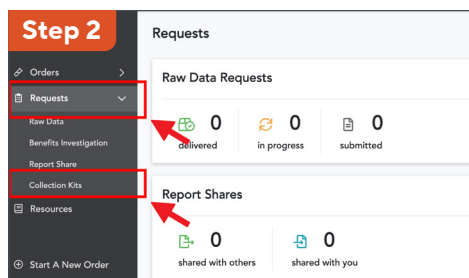 Step 2
Requests
Orders
Requests
Raw Data
Benefits Investigation
Report Share
Collection Kits
Resources
Start A New Order
Raw Data Requests
0 0 0
delivered in progress submitted
Report Shares
0 0
shared with others shared with you